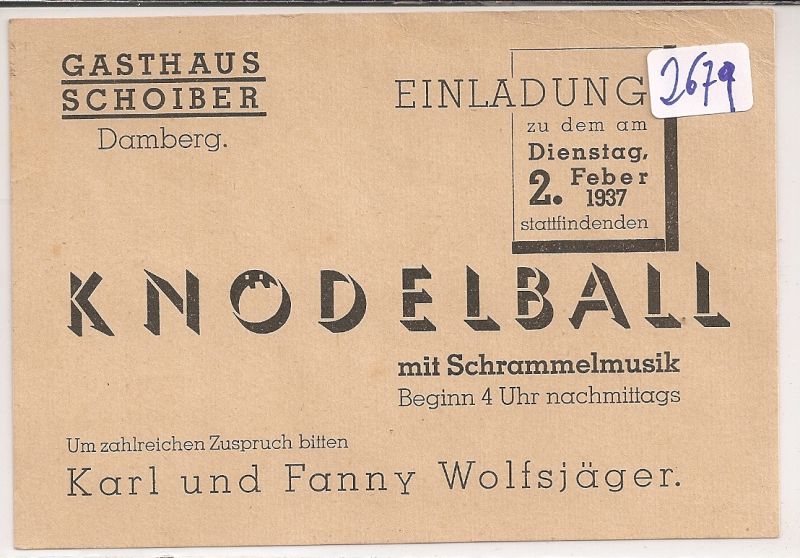 GASTHAUS
SCHOIBER
Damberg.
2679
EINLADUNG
zu dem am
Dienstag,
2. Feber
1937
stattfindenden
KNÖDELBALL
mit Schrammelmusik
Beginn 4 Uhr nachmittags
Um zahlreichen Zuspruch bitten
Karl und Fanny Wolfsjäger.